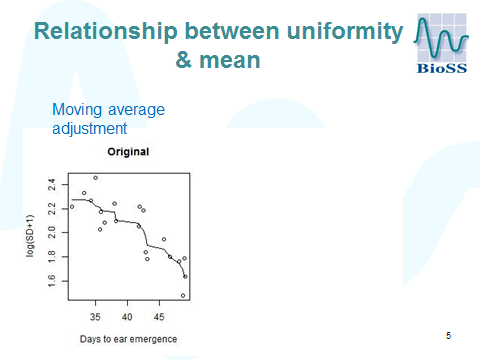 Relationship between uniformity
& mean
BioSS
Moving average
adjustment
Original
log(SD+1)
2.4
2.2
2.0
1.8
1.6
35
40
45
Days to ear emergence
5